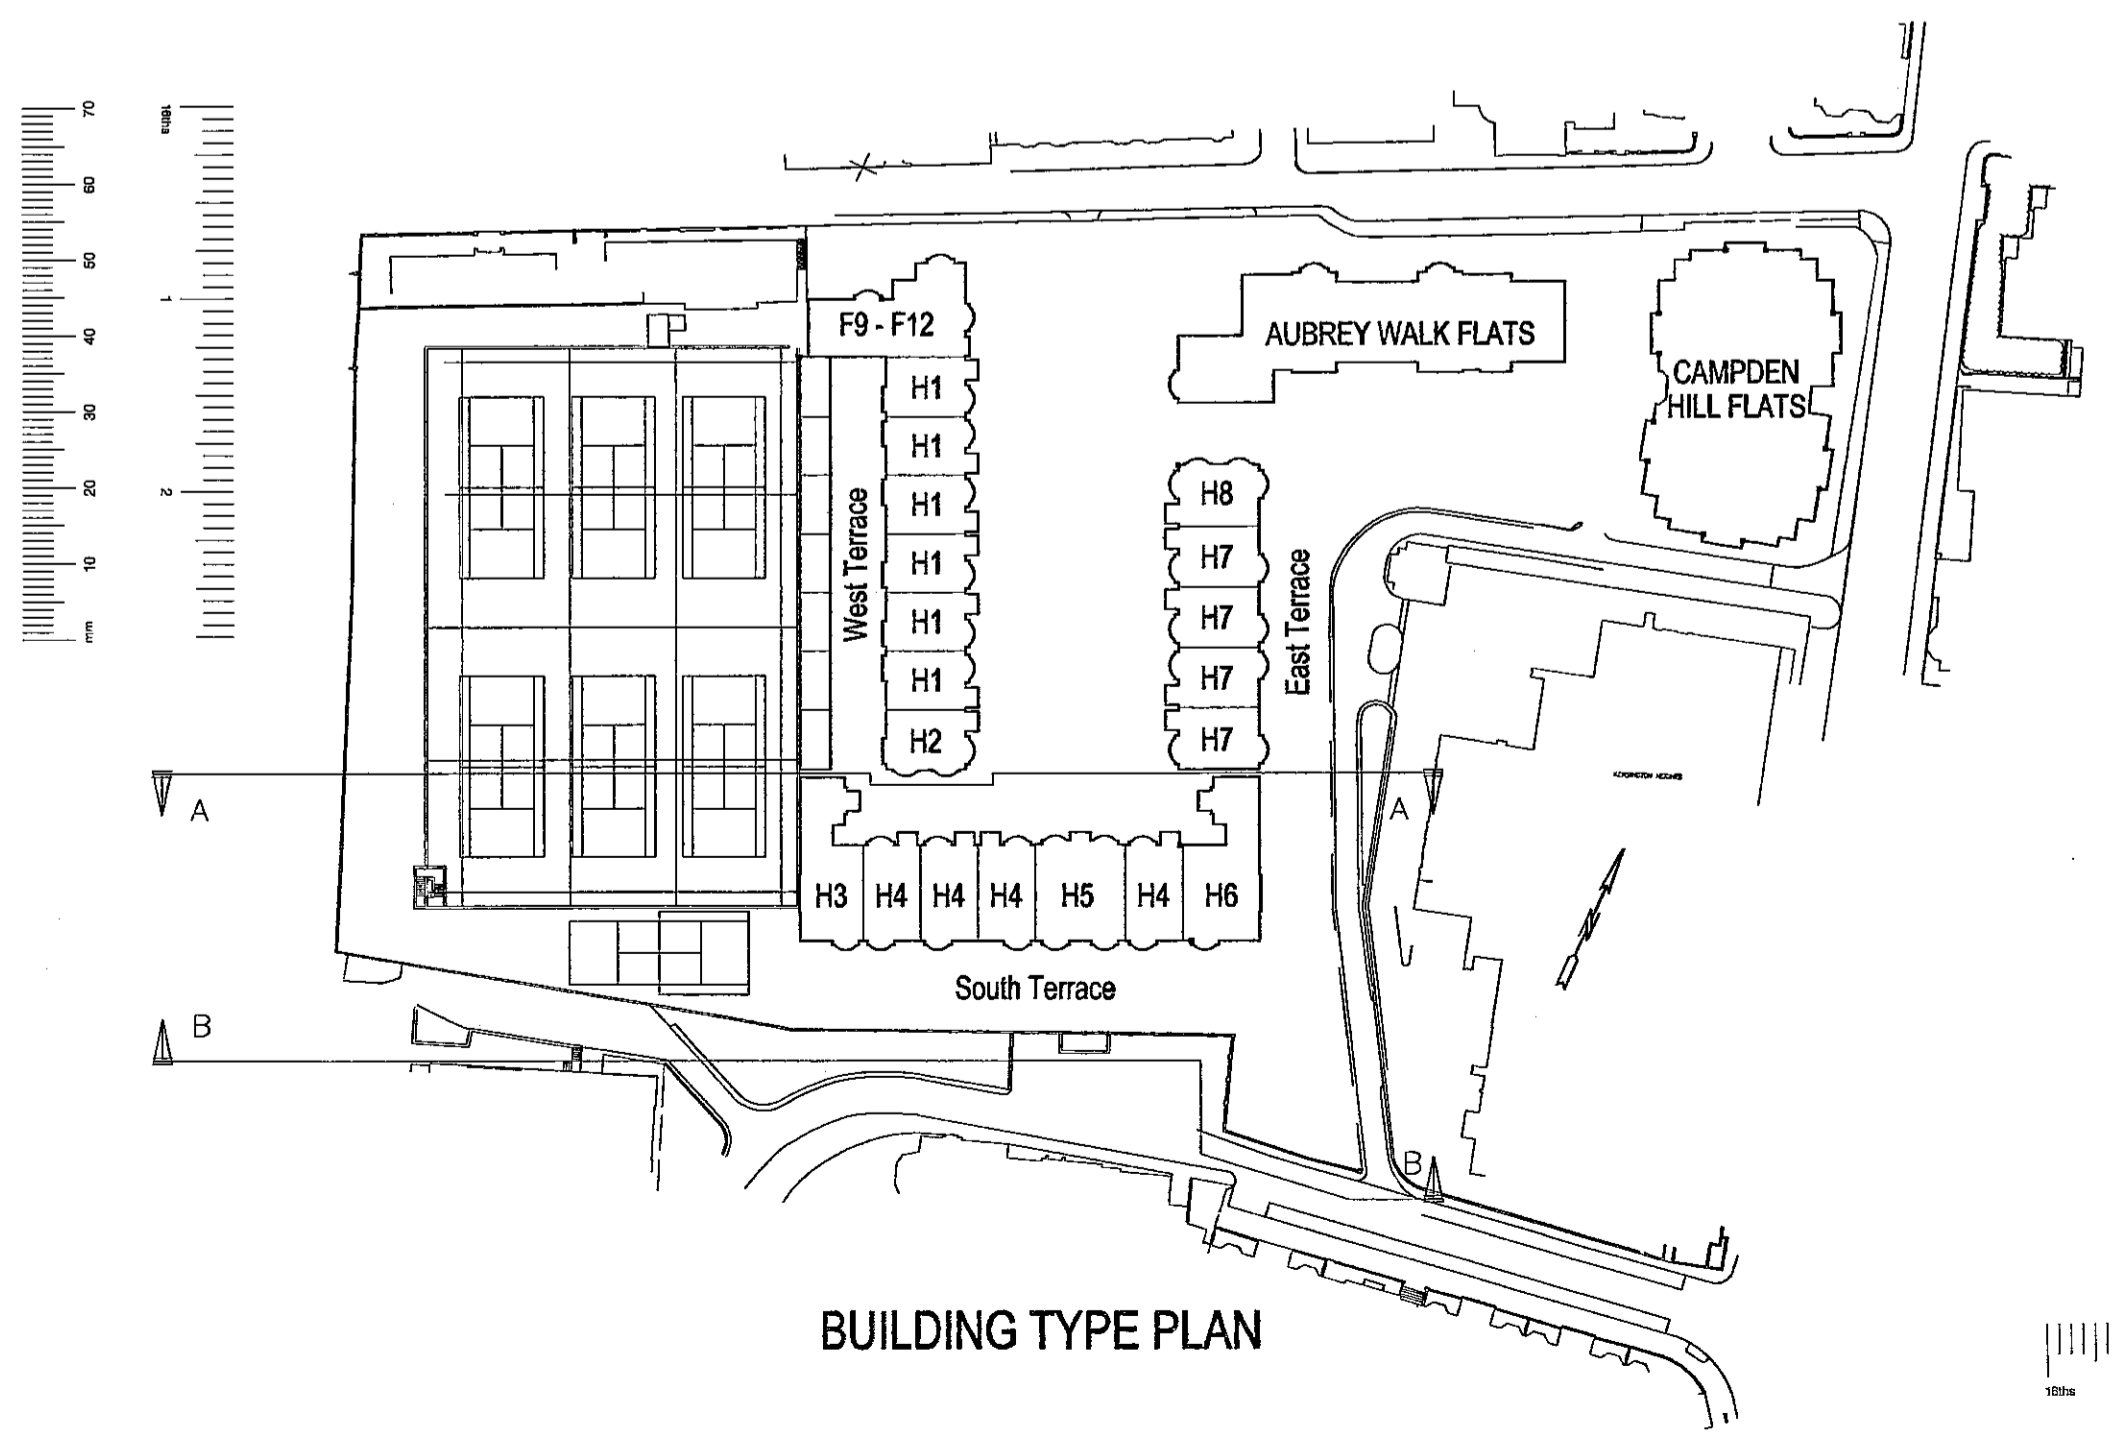 70
60
50
40
30
20
10
mm
16ths
1
2
F9 - F12
AUBREY WALK FLATS
CAMPDEN
HILL FLATS
H1
H1
H1
H1
H1
H1
H2
West Terrace
H8
H7
H7
H7
H7
East Terrace
KENSINGTON HEIGHTS
A
A
H3
H4
H4
H4
H5
H4
H6
N
South Terrace
B
B
BUILDING TYPE PLAN
16ths